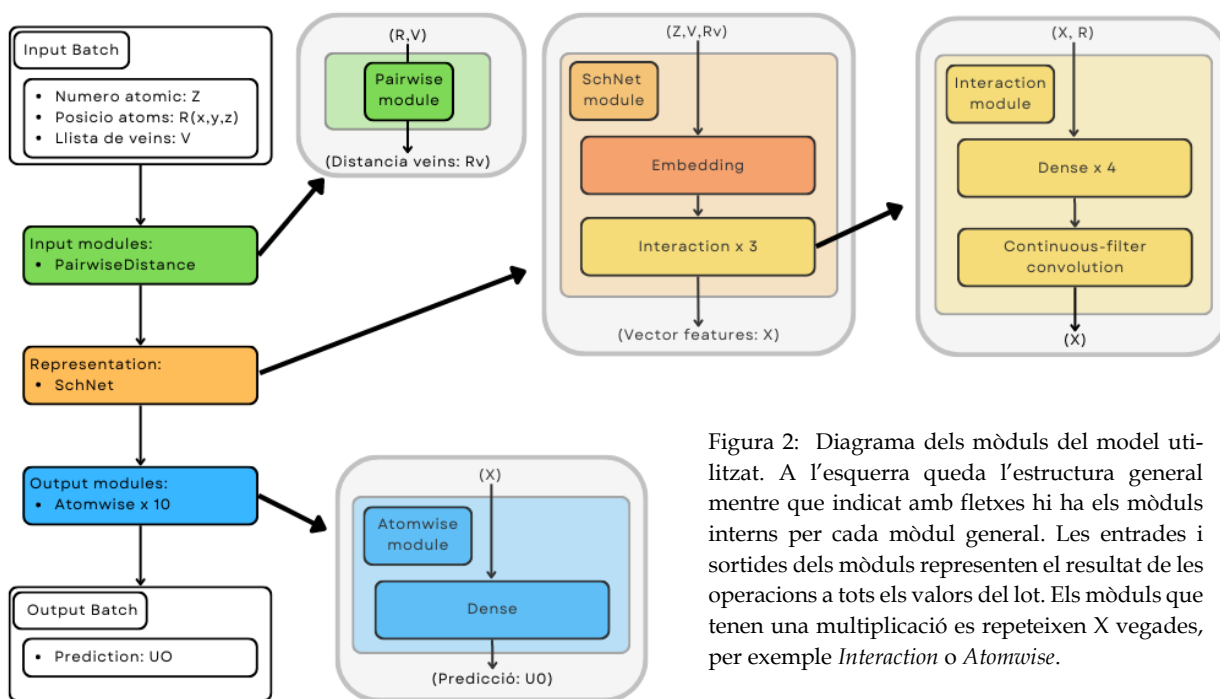 Input Batch
• Numero atomic: Z
• Posicio atoms: R(x,y,z)
• Llista de veins: V
Input modules:
• PairwiseDistance
Representation:
• SchNet
Output modules:
• Atomwise x 10
Output Batch
• Prediction: UO
(R,V)
Pairwise
module
(Distancia veins: Rv)
(Z,V,Rv)
SchNet
module
Embedding
Interaction x 3
(Vector features: X)
(X, R)
Interaction
module
Dense x 4
Continuous-filter
convolution
(X)
(X)
Atomwise
module
Dense
(Predicció: U0)
Figura 2: Diagrama dels mòduls del model uti-
litzat. A l'esquerra queda l'estructura general
mentre que indicat amb fletxes hi ha els mòduls
interns per cada mòdul general. Les entrades i
sortides dels mòduls representen el resultat de les
operacions a tots els valors del lot. Els mòduls que
tenen una multiplicació es repeteixen X vegades,
per exemple Interaction o Atomwise.